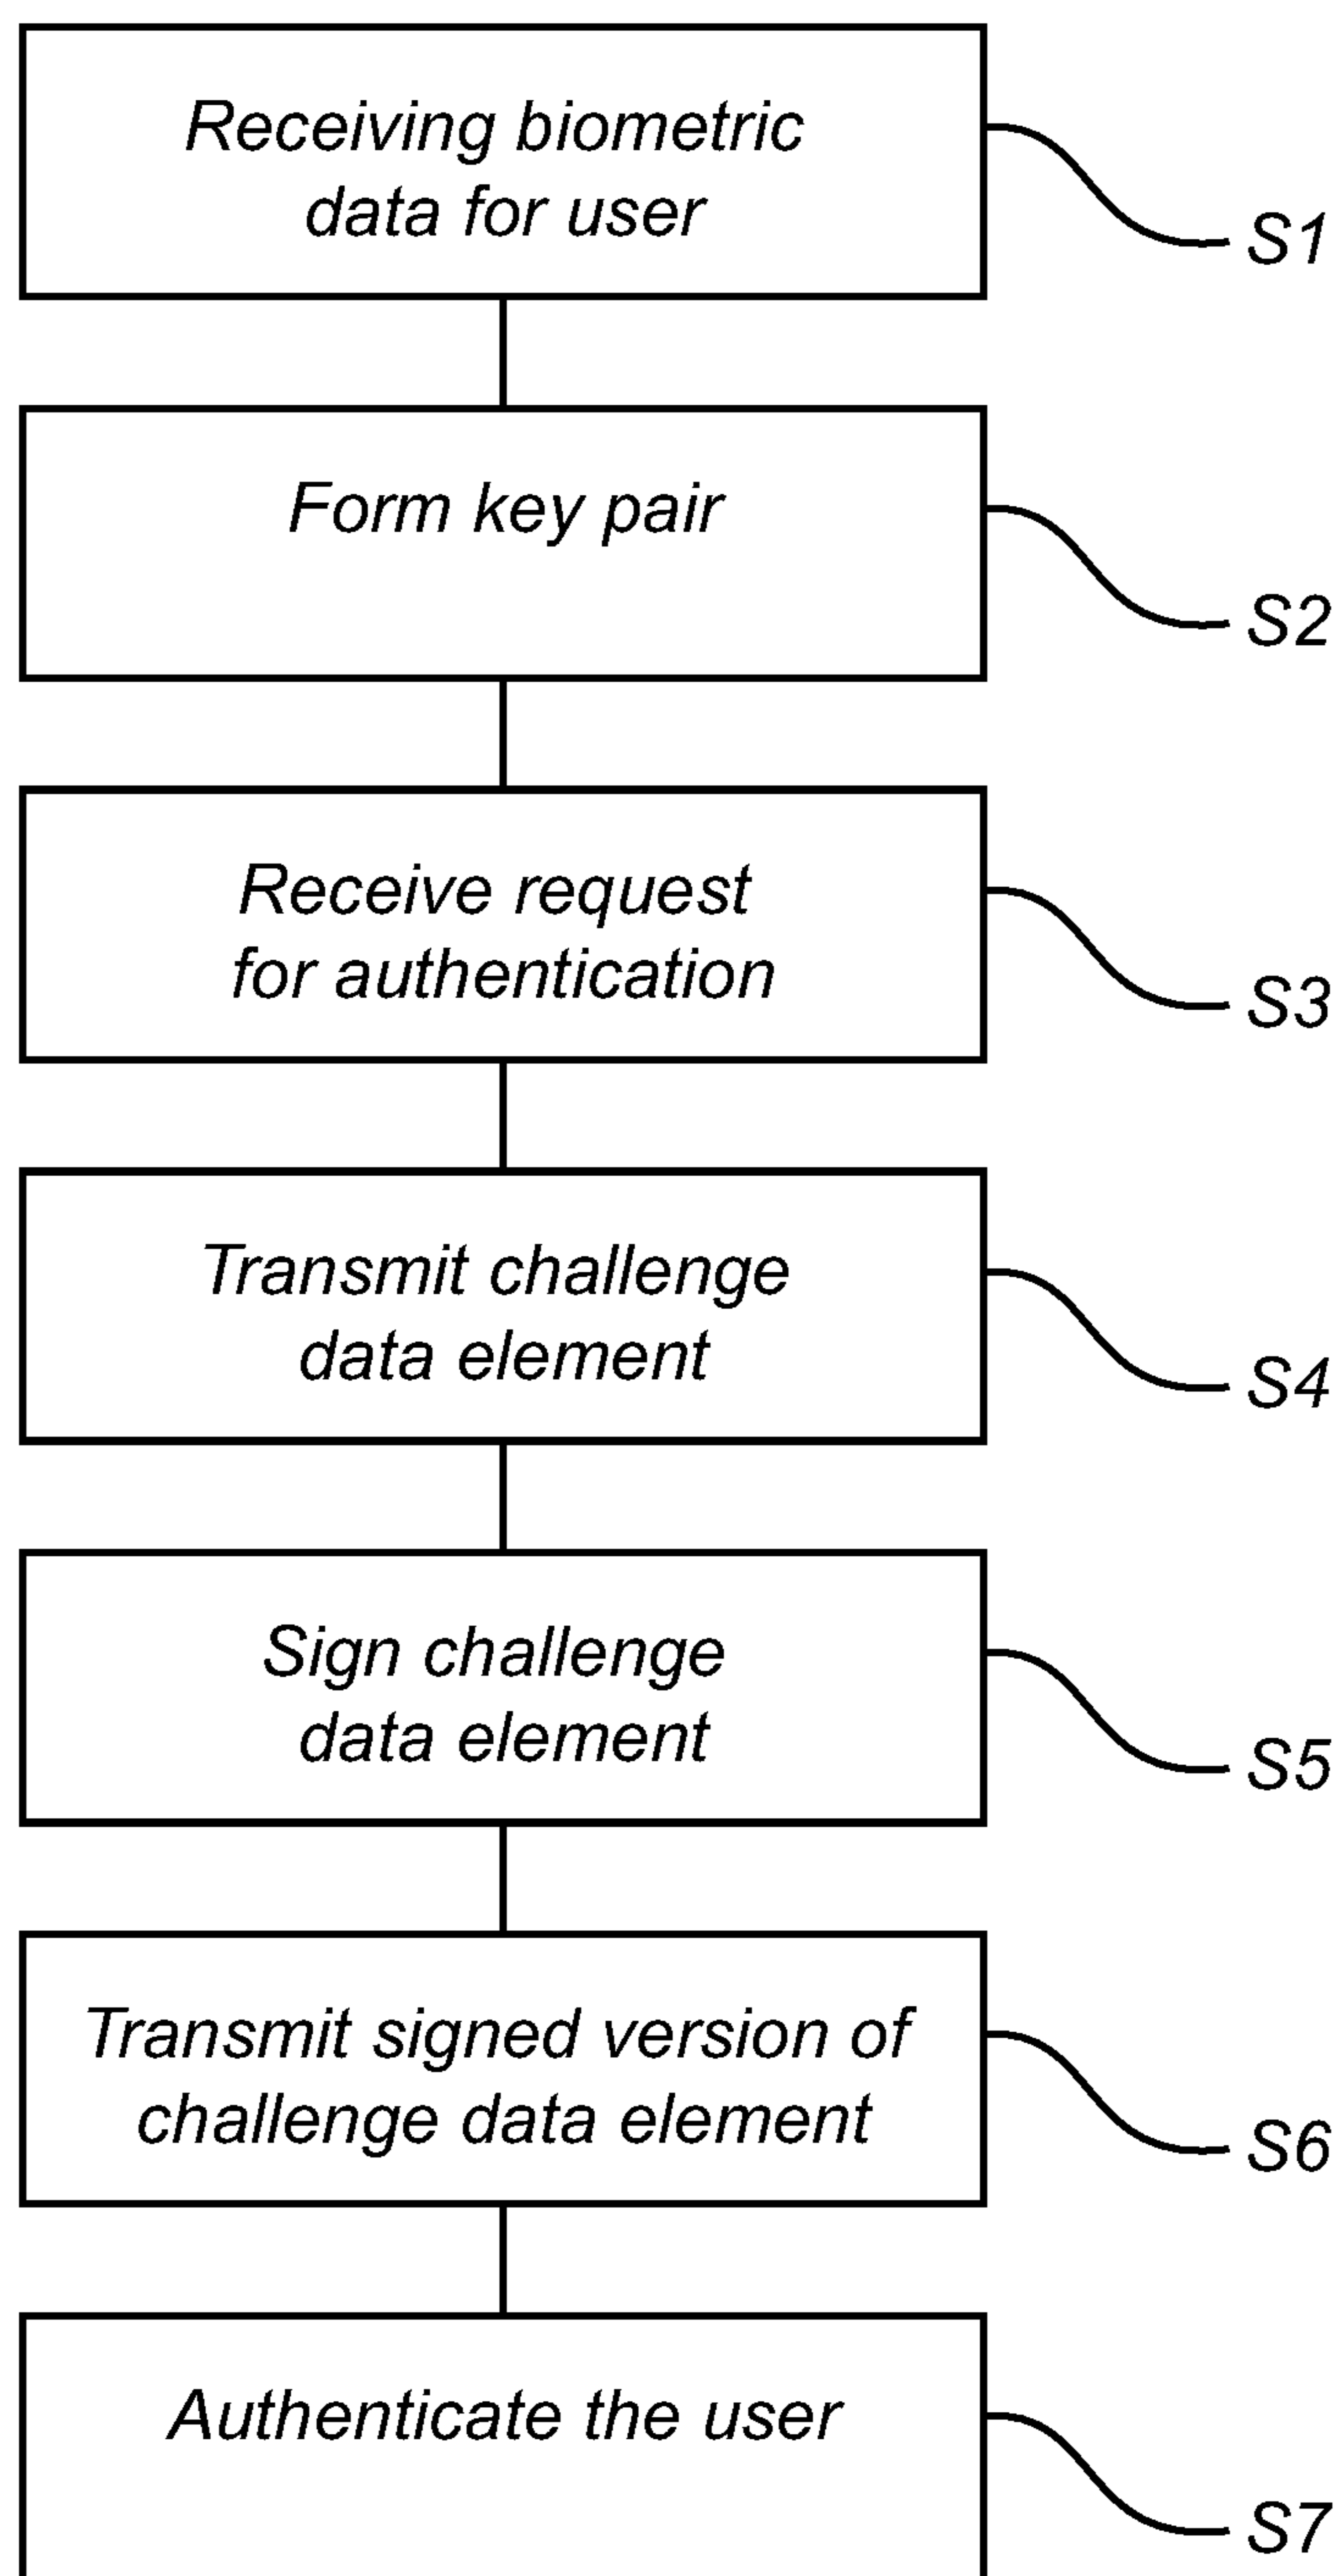 Receiving biometric
data for user
S1
Form key pair
S2
Receive request
for authentication
S3
Transmit challenge
data element
S4
Sign challenge
data element
S5
Transmit signed version of
challenge data element
S6
Authenticate the user
S7